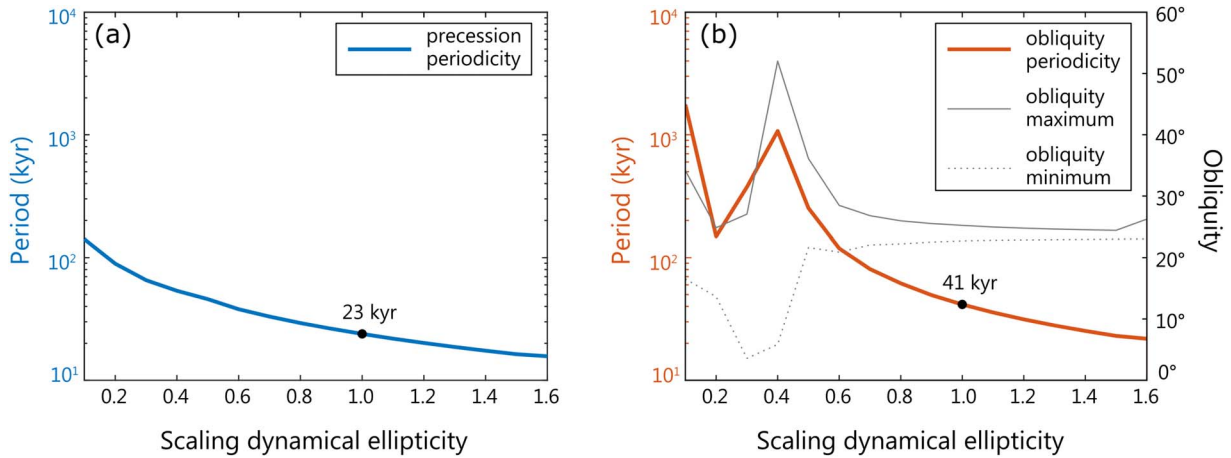 (a)
precession
periodicity
10⁴
10³
10²
10¹
Period (kyr)
23 kyr
0.2 0.4 0.6 0.8 1.0 1.2 1.4 1.6
Scaling dynamical ellipticity
(b)
obliquity
periodicity
obliquity
maximum
obliquity
minimum
10⁴
10³
10²
10¹
Period (kyr)
41 kyr
60°
50°
40°
30°
20°
10°
0°
Obliquity
0.2 0.4 0.6 0.8 1.0 1.2 1.4 1.6
Scaling dynamical ellipticity